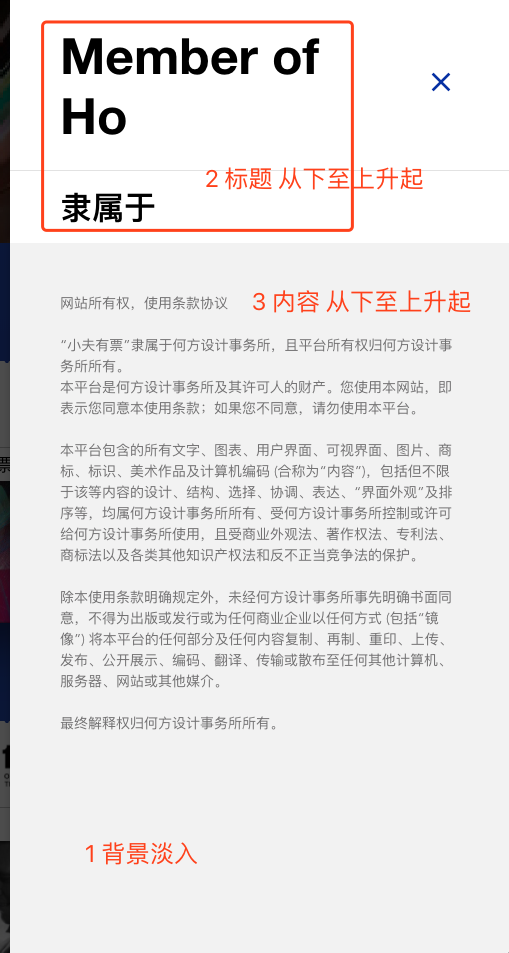 Member of
Ho
2 标题 从下至上升起
隶属于
3 内容 从下至上升起
网站所有权，使用条款协议
“小夫有票”隶属于何方设计事务所，且平台所有权归何方设计事
务所所有。
本平台是何方设计事务所及其许可人的财产。您使用本网站，即
表示您同意本使用条款；如果您不同意，请勿使用本平台。
本平台包含的所有文字、图表、用户界面、可视界面、图片、商
标、标识、美术作品及计算机编码 (合称为“内容”)，包括但不限
于该等内容的设计、结构、选择、协调、表达、“界面外观”及排
序等，均属何方设计事务所所有、受何方设计事务所控制或许可
给何方设计事务所使用，且受商业外观法、著作权法、专利法、
商标法以及各类其他知识产权法和反不正当竞争法的保护。
除本使用条款明确规定外，未经何方设计事务所事先明确书面同
意，不得为出版或发行或为任何商业企业以任何方式 (包括“镜
像”) 将本平台的任何部分及任何内容复制、再制、重印、上传、
发布、公开展示、编码、翻译、传输或散布至任何其他计算机、
服务器、网站或其他媒介。
最终解释权归何方设计事务所所有。
1 背景淡入